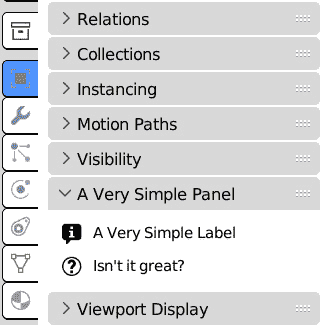 Relations
Collections
Instancing
Motion Paths
Visibility
A Very Simple Panel
A Very Simple Label
Isn't it great?
Viewport Display